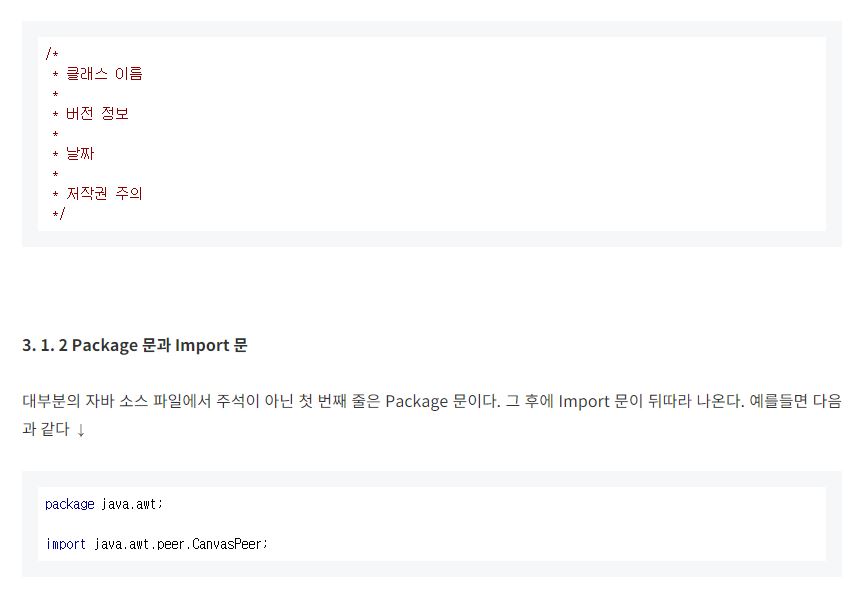 /*
 * 클래스 이름
 *
 * 버전 정보
 *
 * 날짜
 *
 * 저작권 주의
 */
3. 1. 2 Package 문과 Import 문
대부분의 자바 소스 파일에서 주석이 아닌 첫 번째 줄은 Package 문이다. 그 후에 Import 문이 뒤따라 나온다. 예를들면 다음
과 같다 ↓
package java.awt;
import java.awt.peer.CanvasPeer;